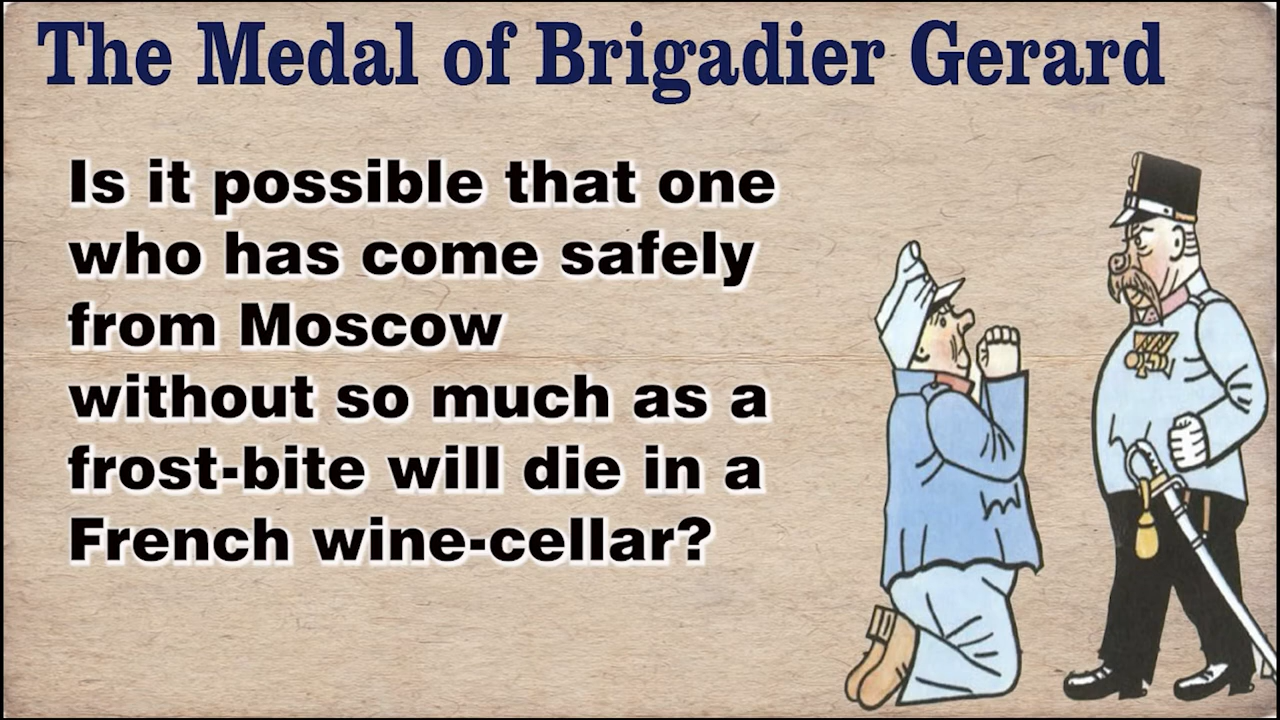 The Medal of Brigadier Gerard
Is it possible that one
who has come safely
from Moscow
without so much as a
frost-bite will die in a
French wine-cellar?